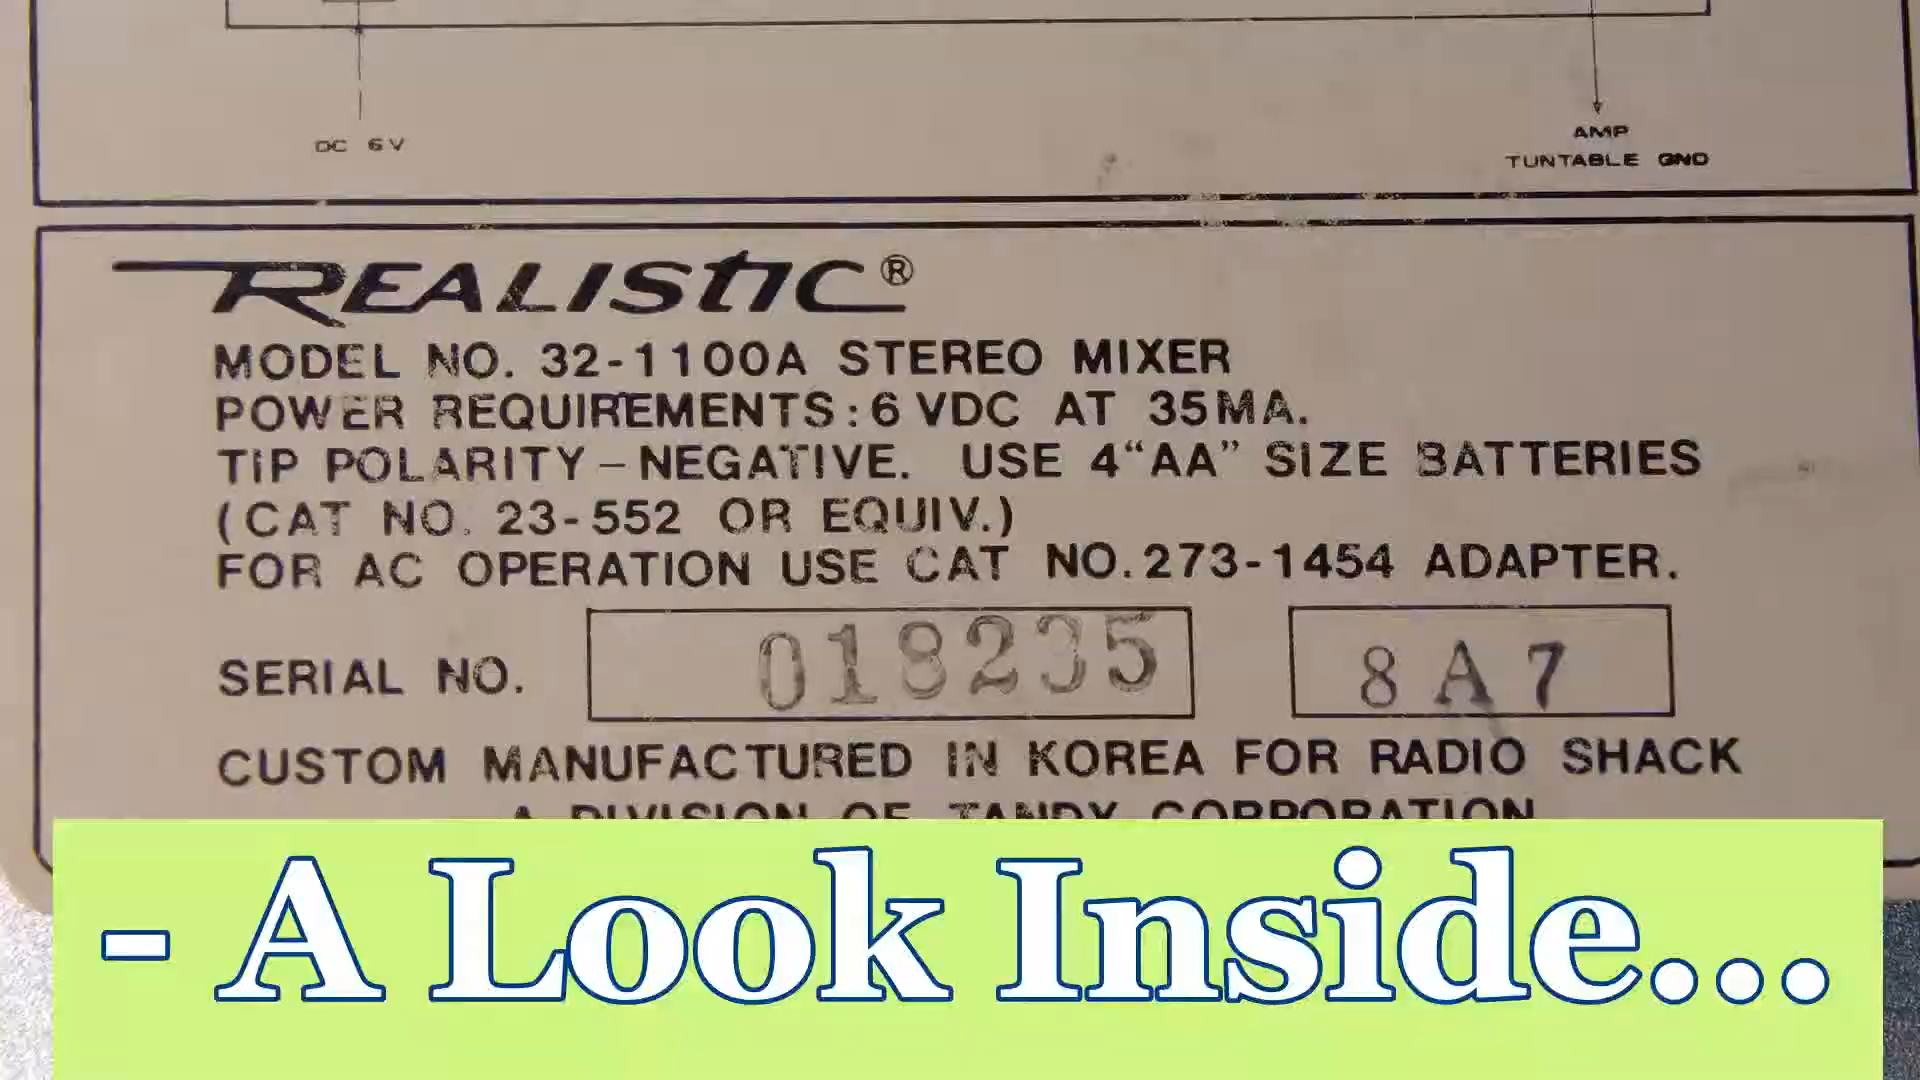 DC 6V
AMP
TUNTABLE GND
REALISTIC®
MODEL NO. 32-1100A STEREO MIXER
POWER REQUIREMENTS: 6 VDC AT 35MA.
TIP POLARITY – NEGATIVE. USE 4“AA” SIZE BATTERIES
(CAT NO. 23-552 OR EQUIV.)
FOR AC OPERATION USE CAT NO. 273-1454 ADAPTER.
SERIAL NO. 018235 8A7
CUSTOM MANUFACTURED IN KOREA FOR RADIO SHACK
A DIVISION OF TANDY CORPORATION
- A Look Inside...